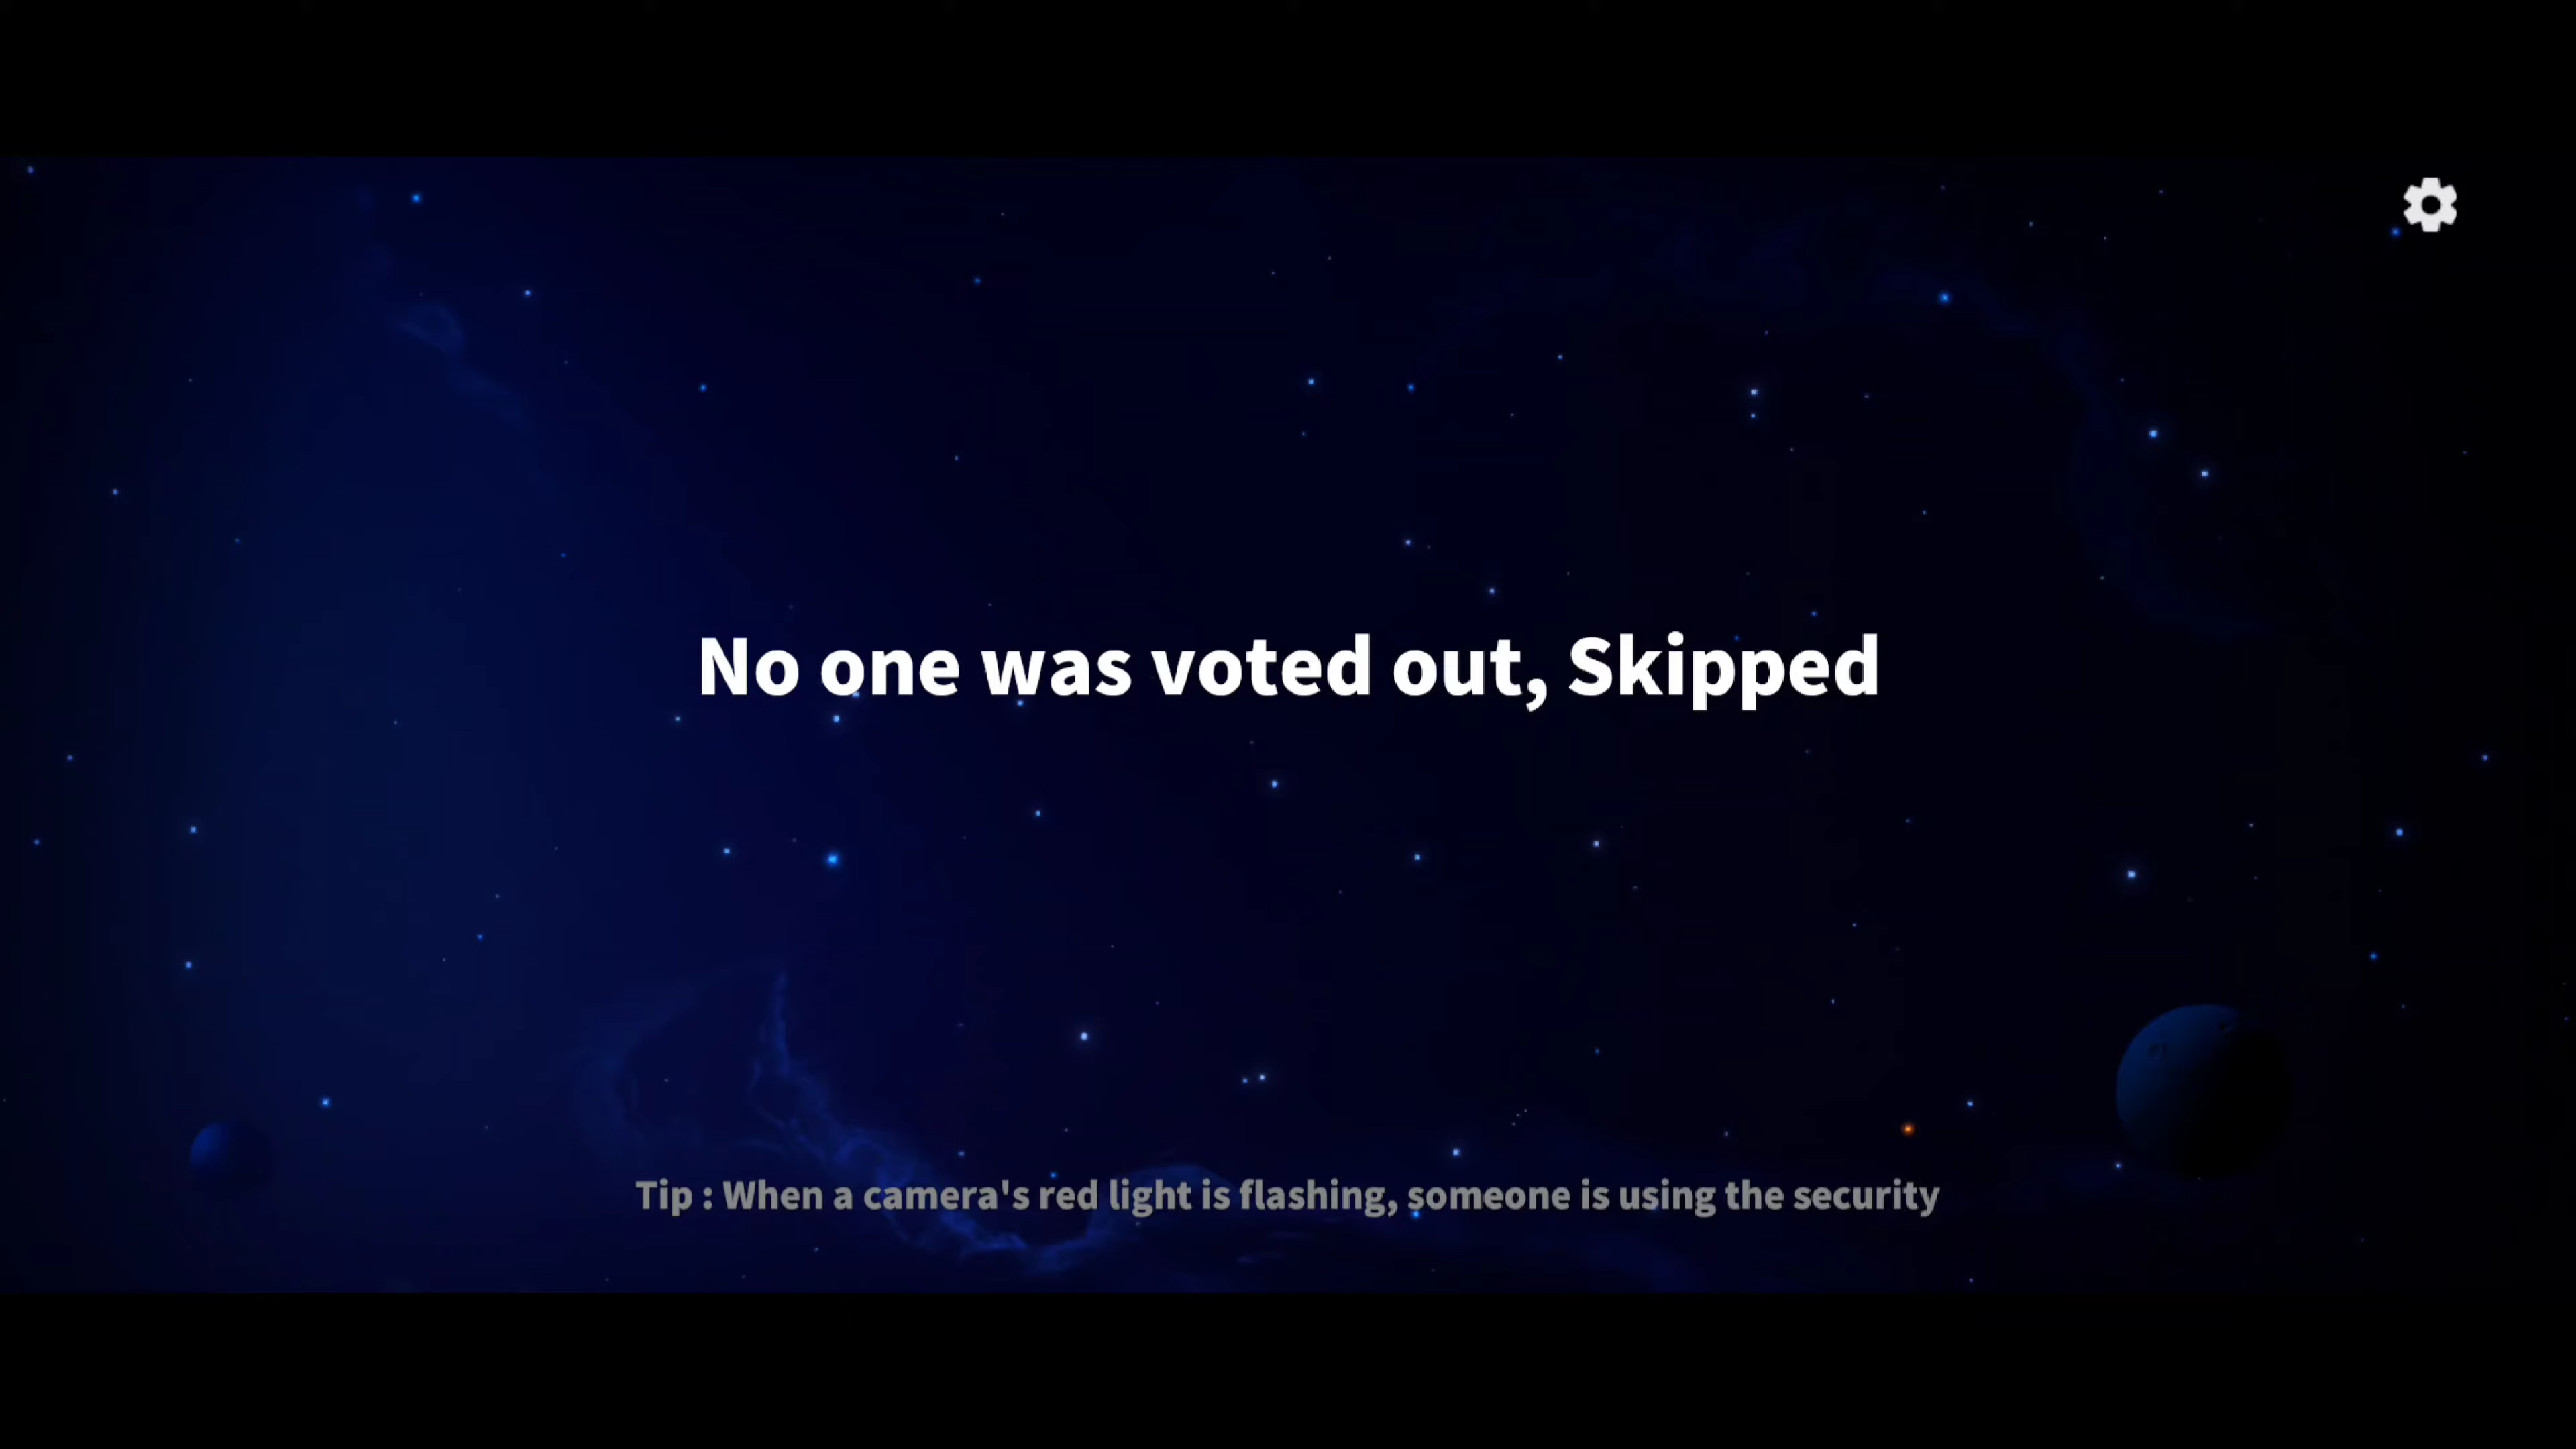 No one was voted out, Skipped
Tip : When a camera's red light is flashing, someone is using the security